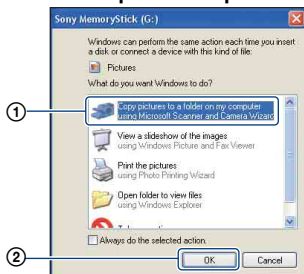 Sony MemoryStick (G:)
Windows can perform the same action each time you insert
a disk or connect a device with this kind of file:
Pictures
What do you want Windows to do?
① Copy pictures to a folder on my computer
using Microsoft Scanner and Camera Wizard
View a slideshow of the images
using Windows Picture and Fax Viewer
Print the pictures
using Photo Printing Wizard
Open folder to view files
using Windows Explorer
Always do the selected action.
② OK Cancel